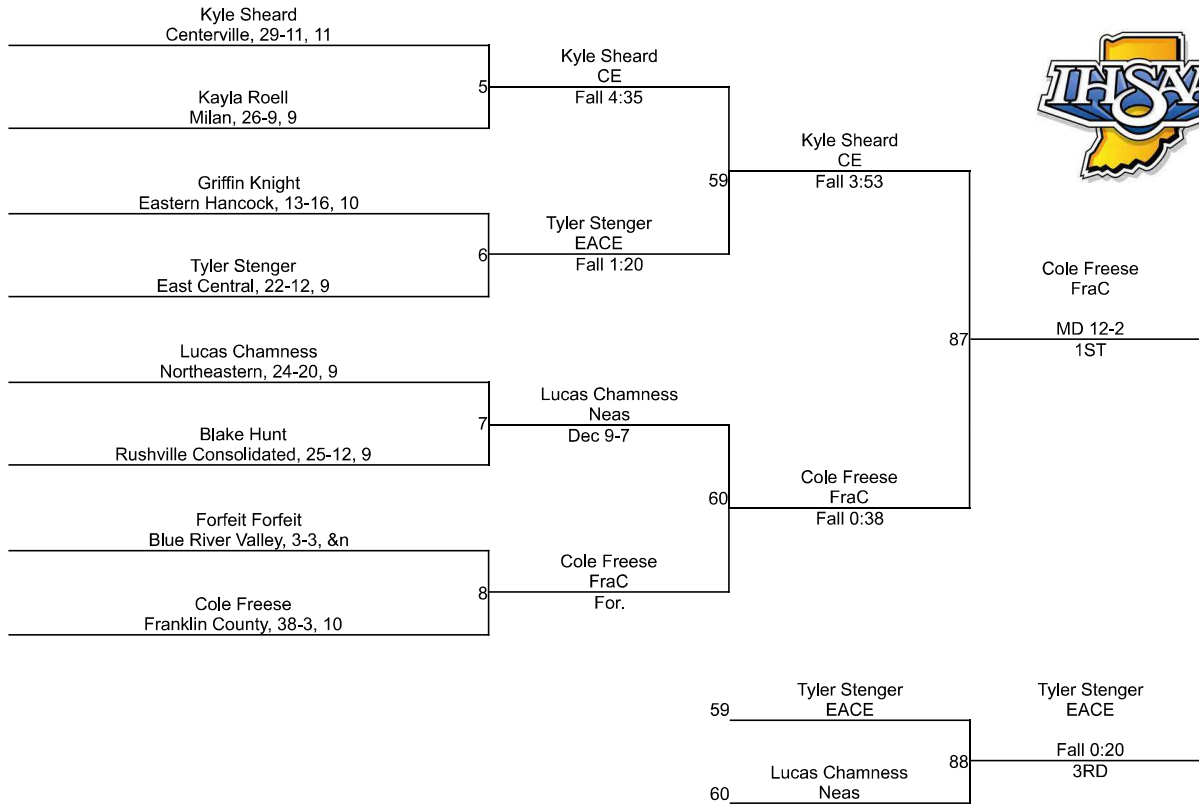 Kyle Sheard
Centerville, 29-11, 11
Kayla Roell
Milan, 26-9, 9
Griffin Knight
Eastern Hancock, 13-16, 10
Tyler Stenger
East Central, 22-12, 9
Lucas Chamness
Northeastern, 24-20, 9
Blake Hunt
Rushville Consolidated, 25-12, 9
Forfeit Forfeit
Blue River Valley, 3-3, &n
Cole Freese
Franklin County, 38-3, 10
5
Kyle Sheard
CE
Fall 4:35
6
Tyler Stenger
EACE
Fall 1:20
7
Lucas Chamness
Neas
Dec 9-7
8
Cole Freese
FraC
For.
59
Kyle Sheard
CE
Fall 3:53
60
Cole Freese
FraC
Fall 0:38
87
Cole Freese
FraC
MD 12-2
1ST
IHSAA
59
Tyler Stenger
EACE
60
Lucas Chamness
Neas
88
Tyler Stenger
EACE
Fall 0:20
3RD